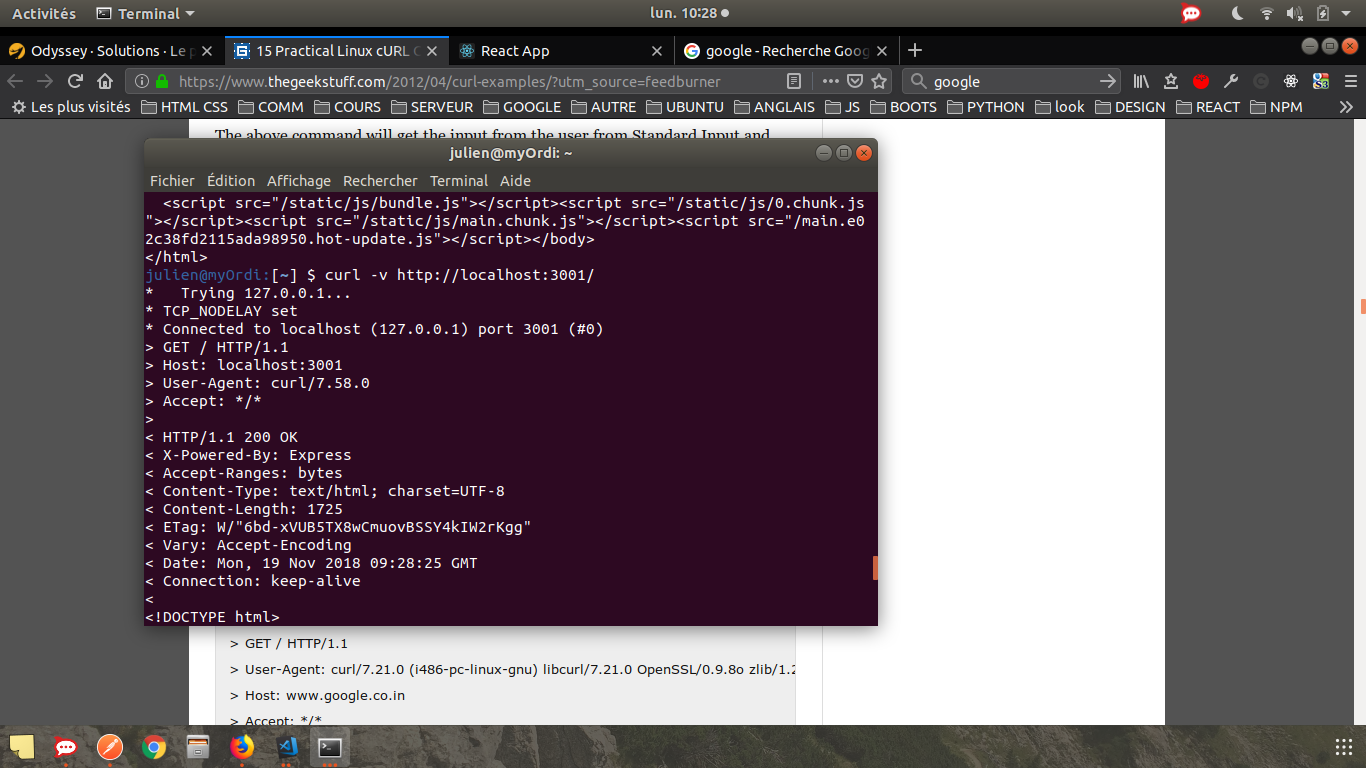 Activités Terminal lun. 10:28
Odyssey · Solutions · Le p 15 Practical Linux cURL C React App google - Recherche Goog
https://www.thegeekstuff.com/2012/04/curl-examples/?utm_source=feedburner google
Les plus visités HTML CSS COMM COURS SERVEUR GOOGLE AUTRE UBUNTU ANGLAIS JS BOOTS PYTHON look DESIGN REACT NPM
The above command will get the input from the user from Standard Input and
julien@myOrdi: ~
Fichier Édition Affichage Rechercher Terminal Aide
<script src="/static/js/bundle.js"></script><script src="/static/js/0.chunk.js
"></script><script src="/static/js/main.chunk.js"></script><script src="/main.e0
2c38fd2115ada98950.hot-update.js"></script></body>
</html>
julien@myOrdi:[~] $ curl -v http://localhost:3001/
*   Trying 127.0.0.1...
* TCP_NODELAY set
* Connected to localhost (127.0.0.1) port 3001 (#0)
> GET / HTTP/1.1
> Host: localhost:3001
> User-Agent: curl/7.58.0
> Accept: */*
>
< HTTP/1.1 200 OK
< X-Powered-By: Express
< Accept-Ranges: bytes
< Content-Type: text/html; charset=UTF-8
< Content-Length: 1725
< ETag: W/"6bd-xVUB5TX8wCmuovBSSY4kIW2rKgg"
< Vary: Accept-Encoding
< Date: Mon, 19 Nov 2018 09:28:25 GMT
< Connection: keep-alive
<
<!DOCTYPE html>
> GET / HTTP/1.1
> User-Agent: curl/7.21.0 (i486-pc-linux-gnu) libcurl/7.21.0 OpenSSL/0.9.8o zlib/1.2
> Host: www.google.co.in
> Accept: */*